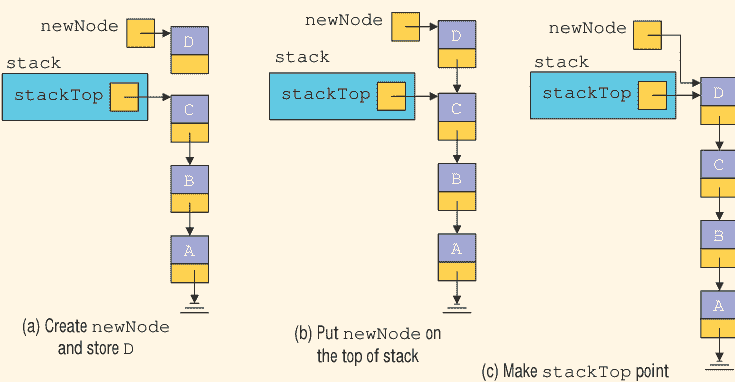 newNode
D
stack
stackTop
C
B
A
(a) Create newNode
and store D
newNode
D
stack
stackTop
C
B
A
(b) Put newNode on
the top of stack
newNode
stack
stackTop
D
C
B
A
(c) Make stackTop point